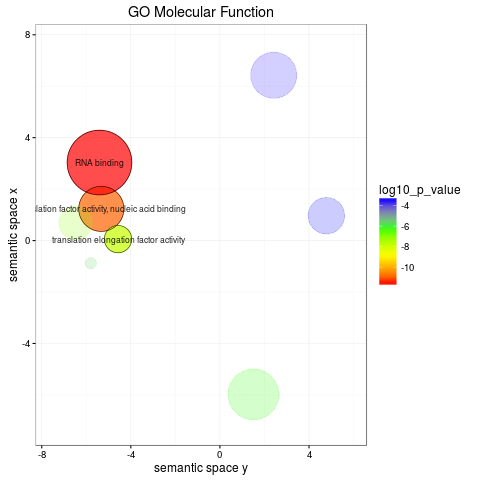 GO Molecular Function
8
4
0
-4
-8
-4
0
4
semantic space x
semantic space y
RNA binding
lation factor activity, nucleic acid binding
translation elongation factor activity
log10_p_value
-4
-6
-8
-10